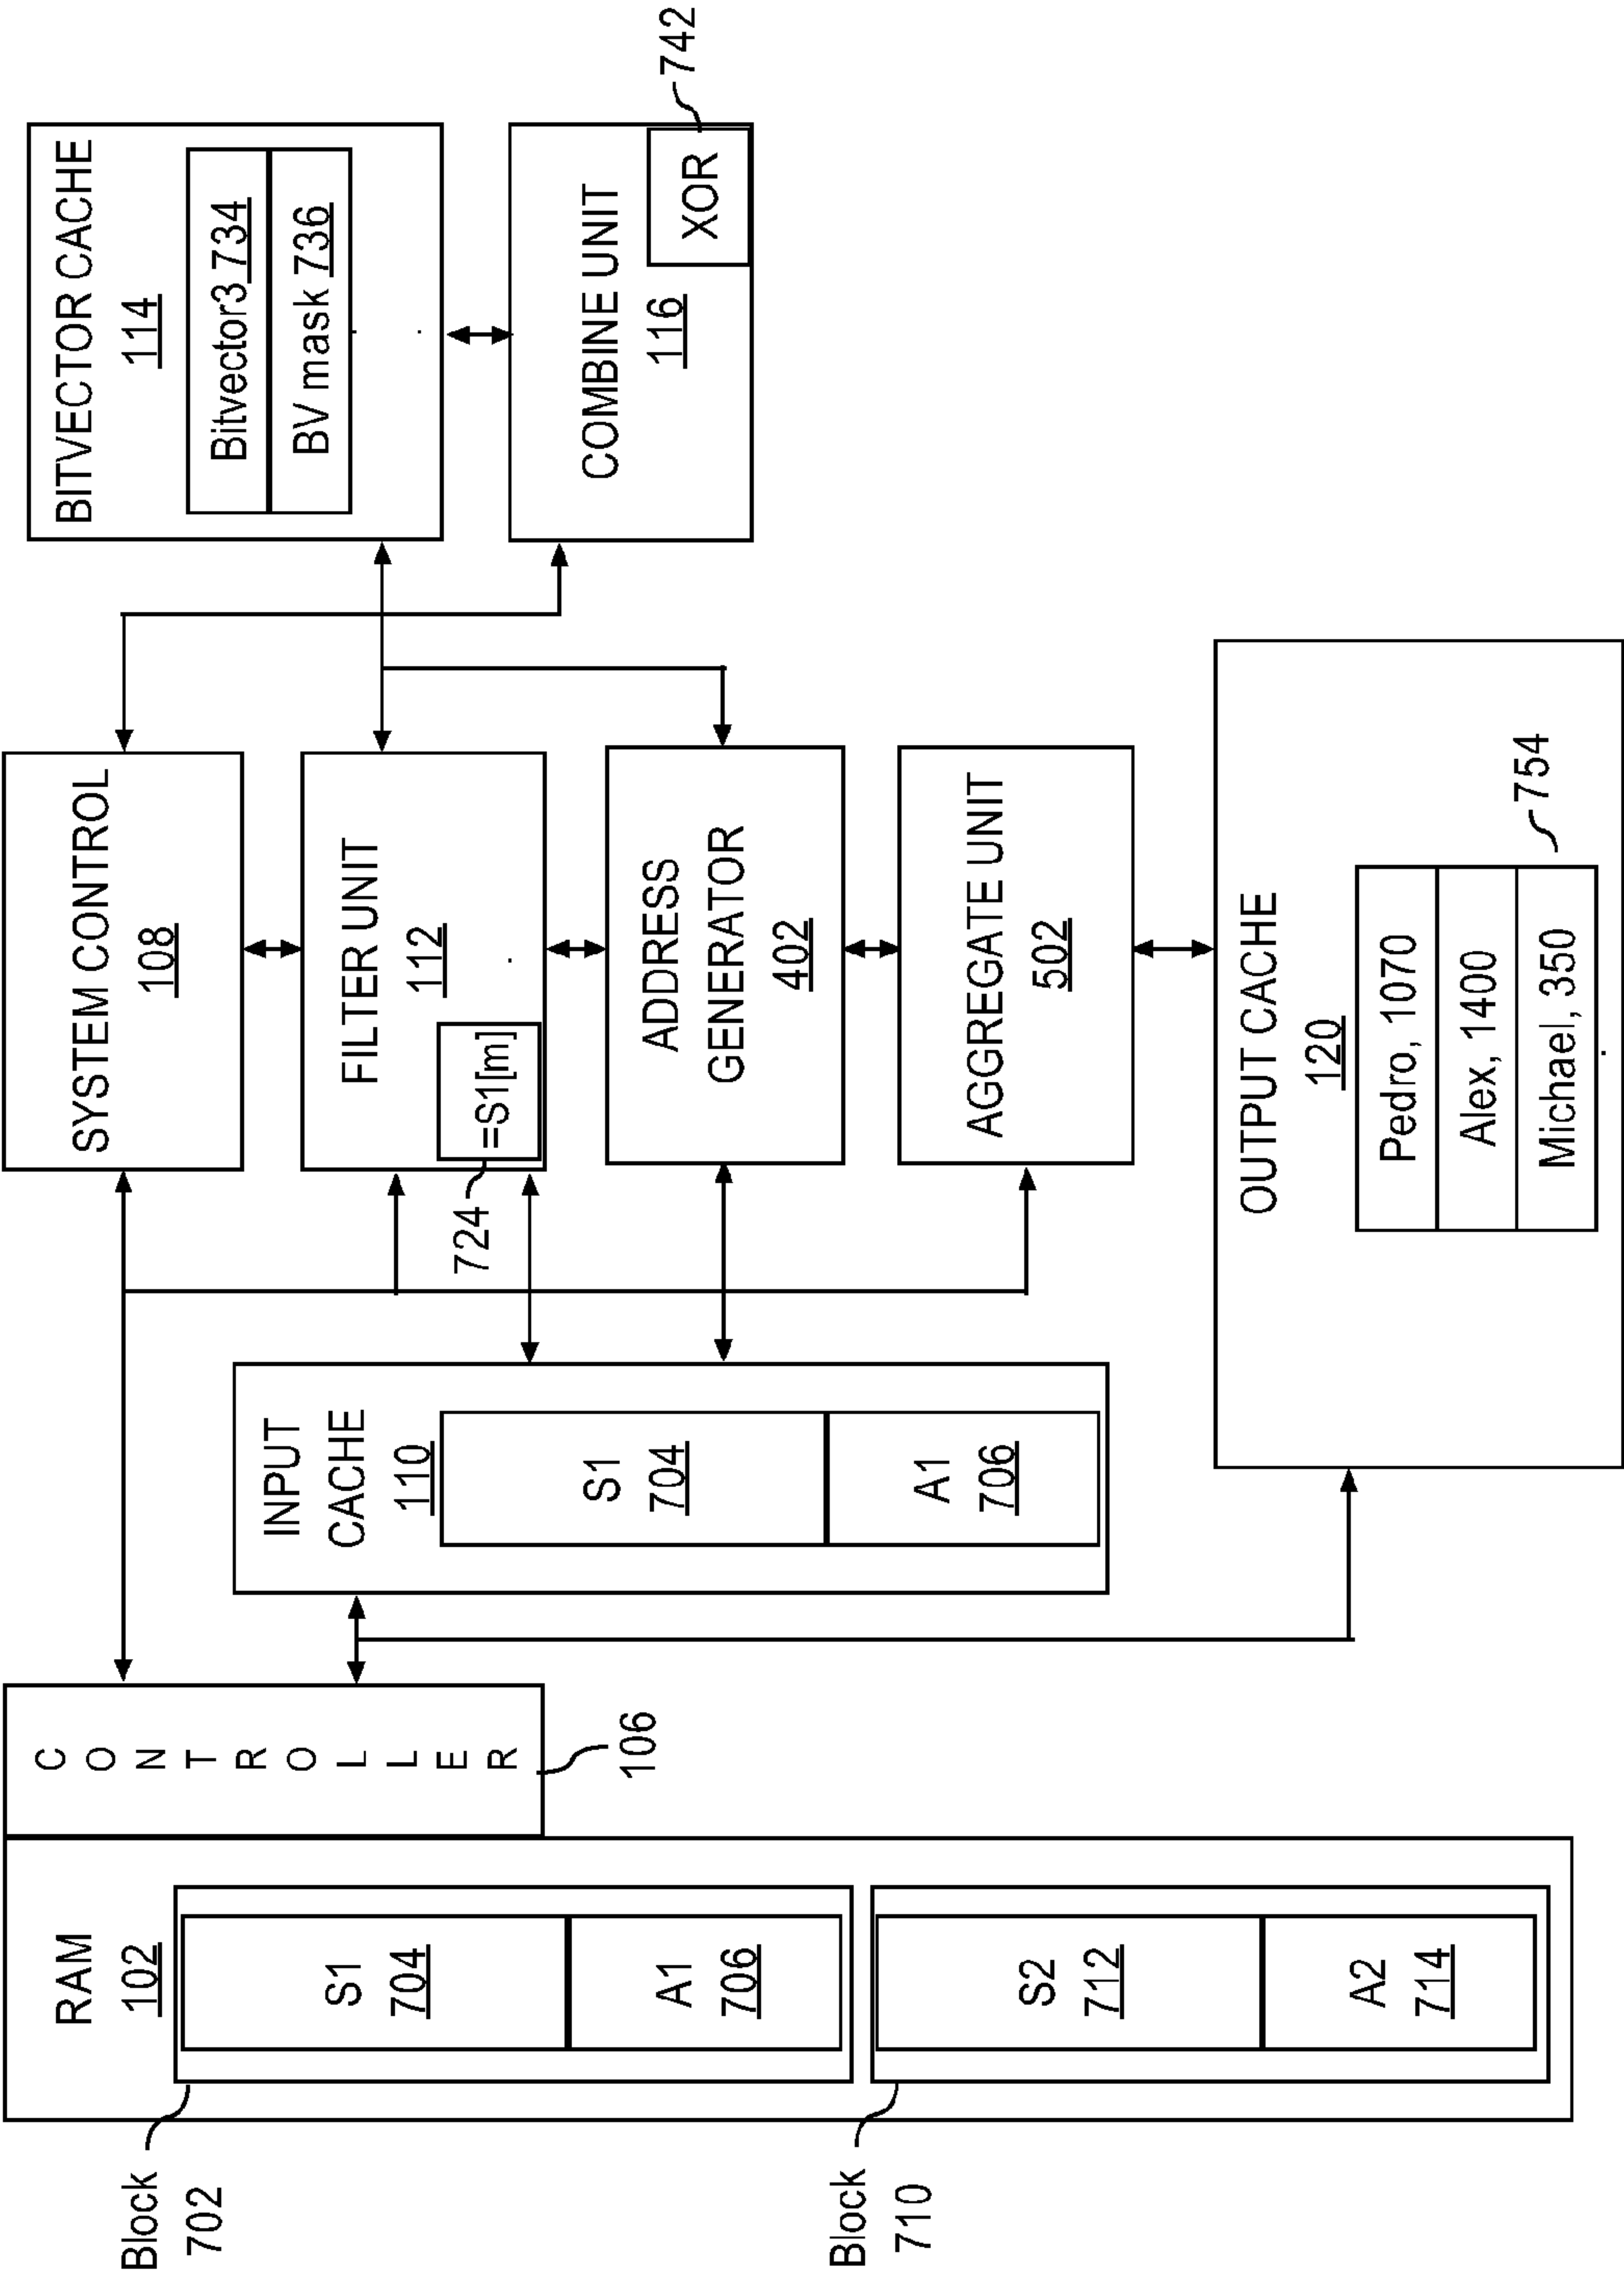 Block
702
Block
710
RAM
102
S1
704
A1
706
S2
712
A2
714
CONTROLLER
106
INPUT
CACHE
110
S1
704
A1
706
SYSTEM CONTROL
108
FILTER UNIT
112
=S1[m]
724
ADDRESS
GENERATOR
402
AGGREGATE UNIT
502
OUTPUT CACHE
120
Pedro, 1070
Alex, 1400
Michael, 350
754
BITVECTOR CACHE
114
Bitvector3 734
BV mask 736
COMBINE UNIT
116
XOR
742